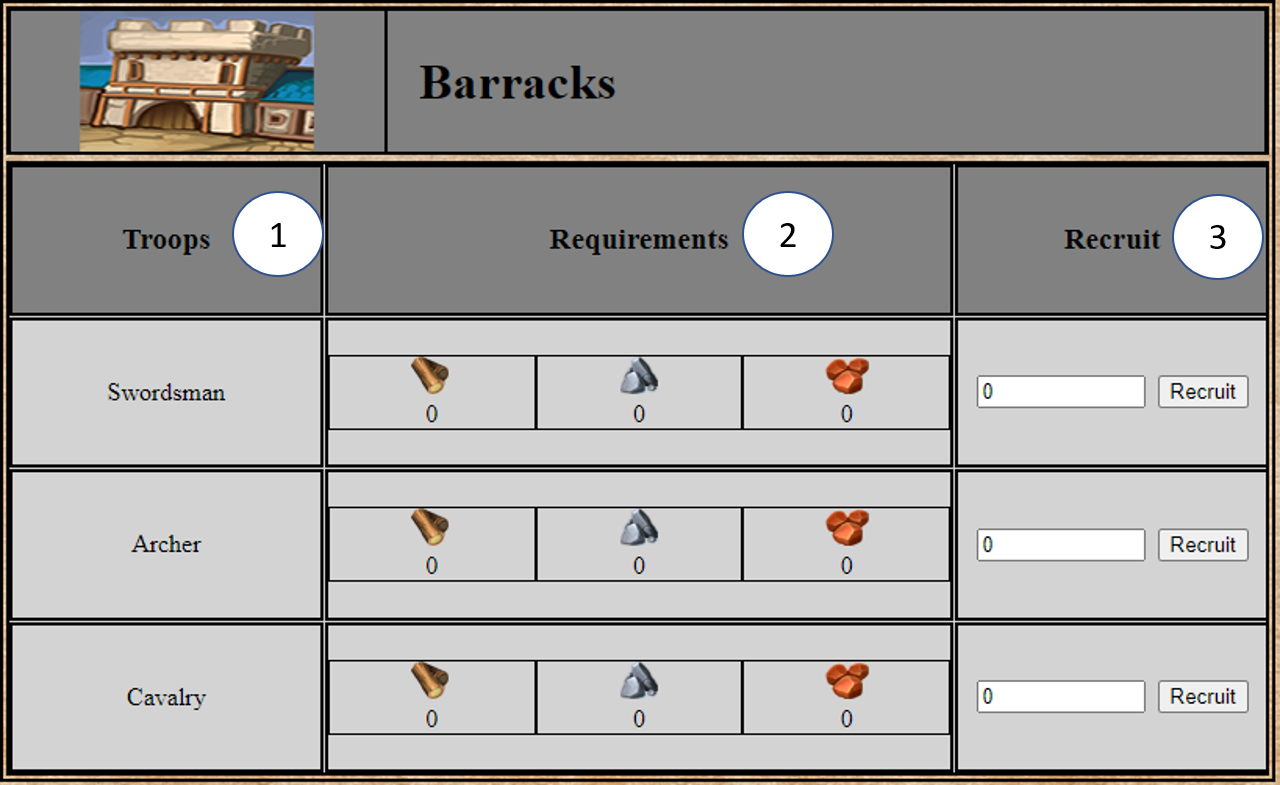 Barracks
Troops 1 Requirements 2 Recruit 3
Swordsman 0 0 0 0 Recruit
Archer 0 0 0 0 Recruit
Cavalry 0 0 0 0 Recruit